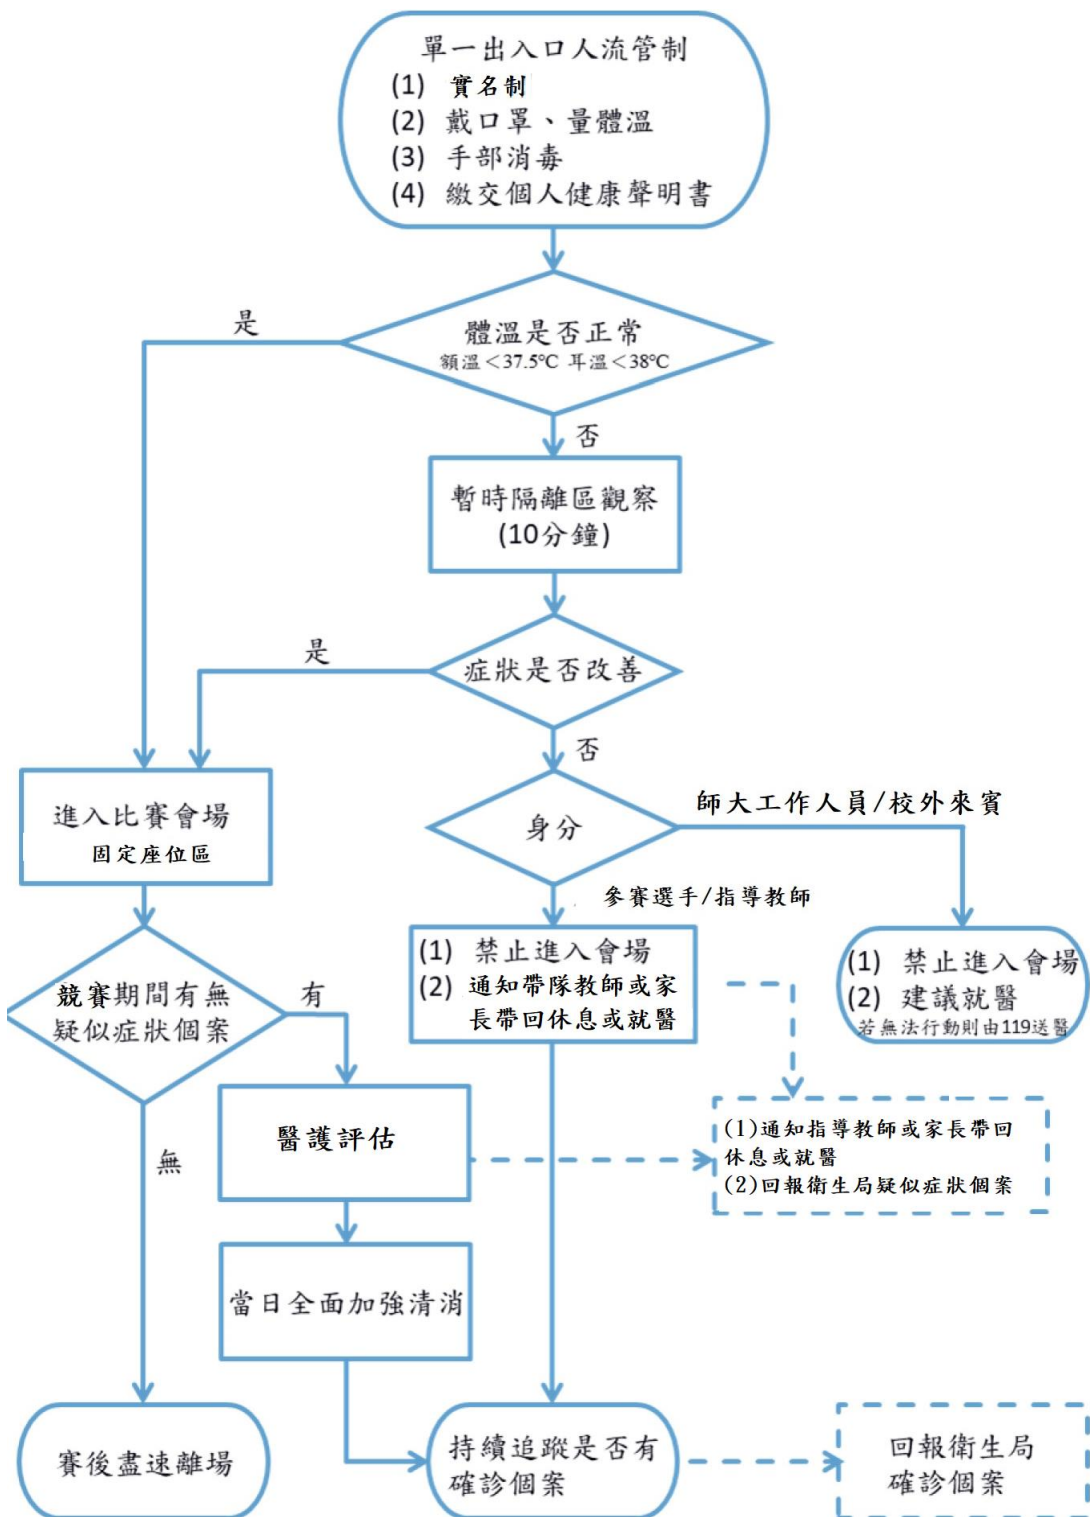 單一出入口人流管制
(1) 實名制
(2) 戴口罩、量體溫
(3) 手部消毒
(4) 繳交個人健康聲明書
是
體溫是否正常
額溫<37.5°C 耳溫<38°C
否
暫時隔離區觀察
(10分鐘)
是
症狀是否改善
否
進入比賽會場
固定座位區
身分
師大工作人員/校外來賓
參賽選手/指導教師
(1) 禁止進入會場
(2) 通知帶隊教師或家
長帶回休息或就醫
(1) 禁止進入會場
(2) 建議就醫
若無法行動則由119送醫
競賽期間有無
疑似症狀個案
有
無
醫護評估
(1)通知指導教師或家長帶回
休息或就醫
(2)回報衛生局疑似症狀個案
當日全面加強清消
賽後盡速離場
持續追蹤是否有
確診個案
回報衛生局
確診個案